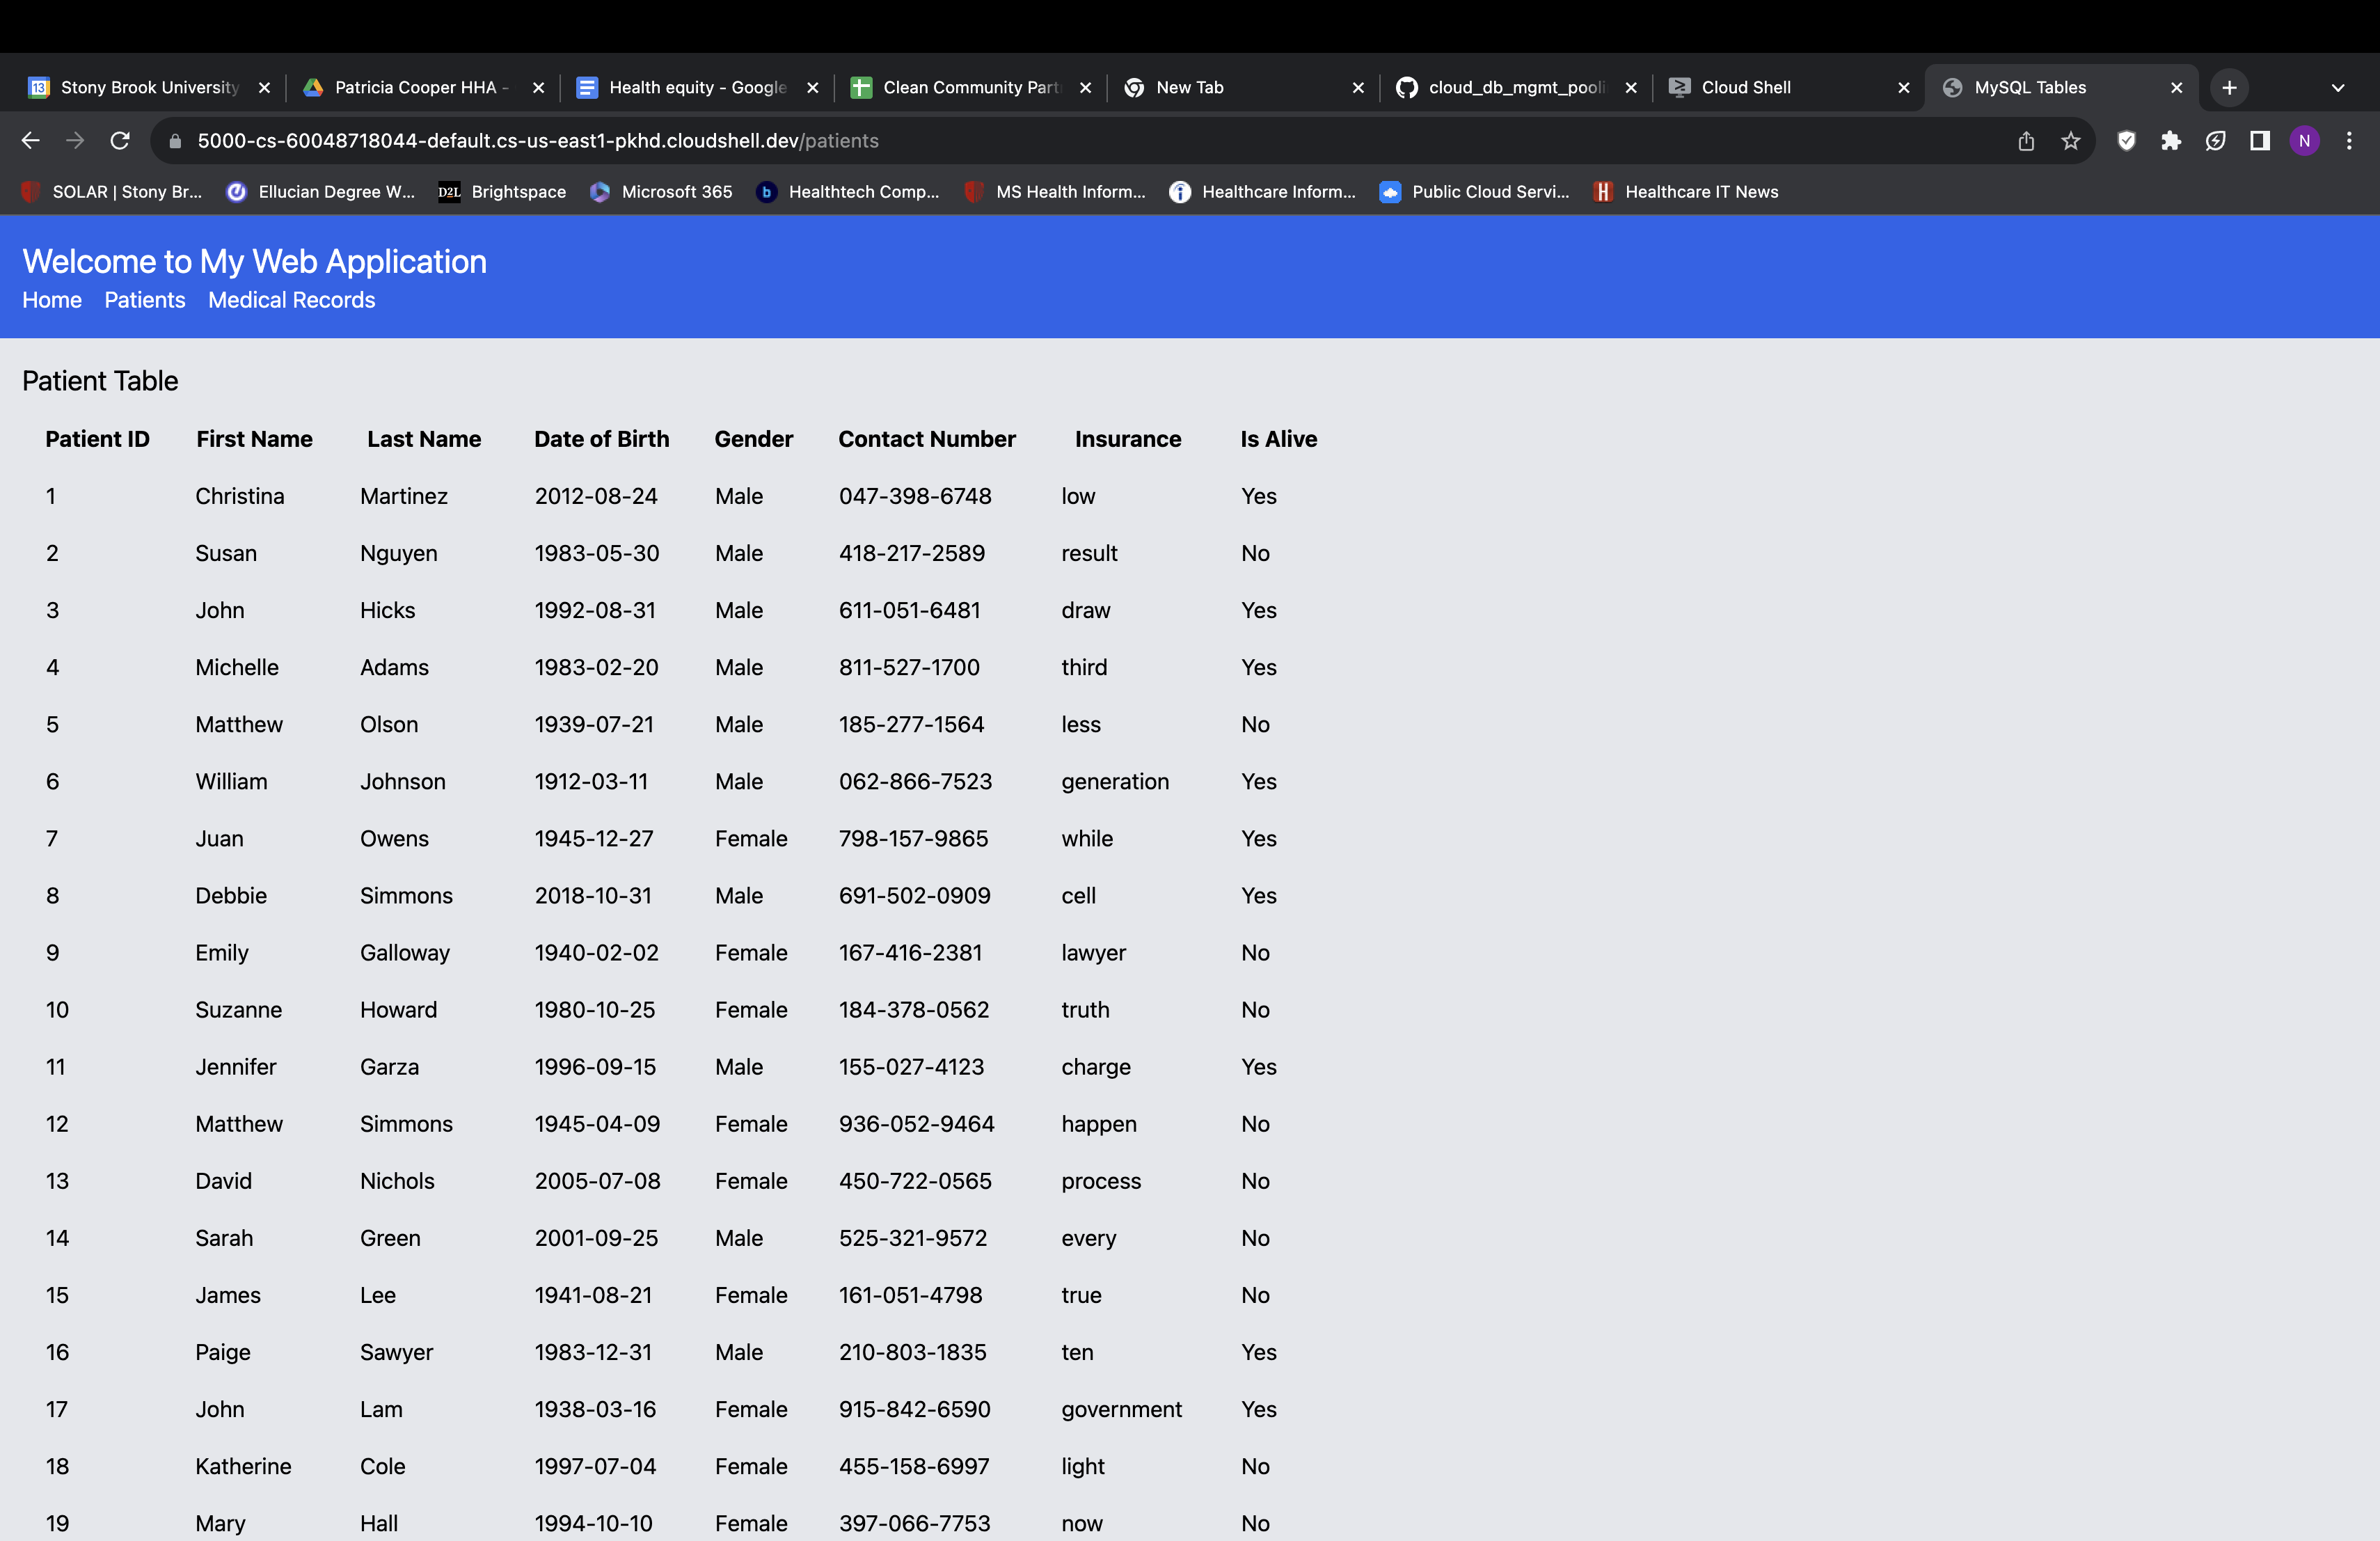 Stony Brook University Patricia Cooper HHA - Health equity - Google Clean Community Part New Tab cloud_db_mgmt_pooli Cloud Shell MySQL Tables
5000-cs-60048718044-default.cs-us-east1-pkhd.cloudshell.dev/patients N
SOLAR | Stony Br... Ellucian Degree W... D2L Brightspace Microsoft 365 Healthtech Comp... MS Health Inform... Healthcare Inform... Public Cloud Servi... Healthcare IT News
Welcome to My Web Application
Home Patients Medical Records
Patient Table
Patient ID First Name Last Name Date of Birth Gender Contact Number Insurance Is Alive
1 Christina Martinez 2012-08-24 Male 047-398-6748 low Yes
2 Susan Nguyen 1983-05-30 Male 418-217-2589 result No
3 John Hicks 1992-08-31 Male 611-051-6481 draw Yes
4 Michelle Adams 1983-02-20 Male 811-527-1700 third Yes
5 Matthew Olson 1939-07-21 Male 185-277-1564 less No
6 William Johnson 1912-03-11 Male 062-866-7523 generation Yes
7 Juan Owens 1945-12-27 Female 798-157-9865 while Yes
8 Debbie Simmons 2018-10-31 Male 691-502-0909 cell Yes
9 Emily Galloway 1940-02-02 Female 167-416-2381 lawyer No
10 Suzanne Howard 1980-10-25 Female 184-378-0562 truth No
11 Jennifer Garza 1996-09-15 Male 155-027-4123 charge Yes
12 Matthew Simmons 1945-04-09 Female 936-052-9464 happen No
13 David Nichols 2005-07-08 Female 450-722-0565 process No
14 Sarah Green 2001-09-25 Male 525-321-9572 every No
15 James Lee 1941-08-21 Female 161-051-4798 true No
16 Paige Sawyer 1983-12-31 Male 210-803-1835 ten Yes
17 John Lam 1938-03-16 Female 915-842-6590 government Yes
18 Katherine Cole 1997-07-04 Female 455-158-6997 light No
19 Mary Hall 1994-10-10 Female 397-066-7753 now No